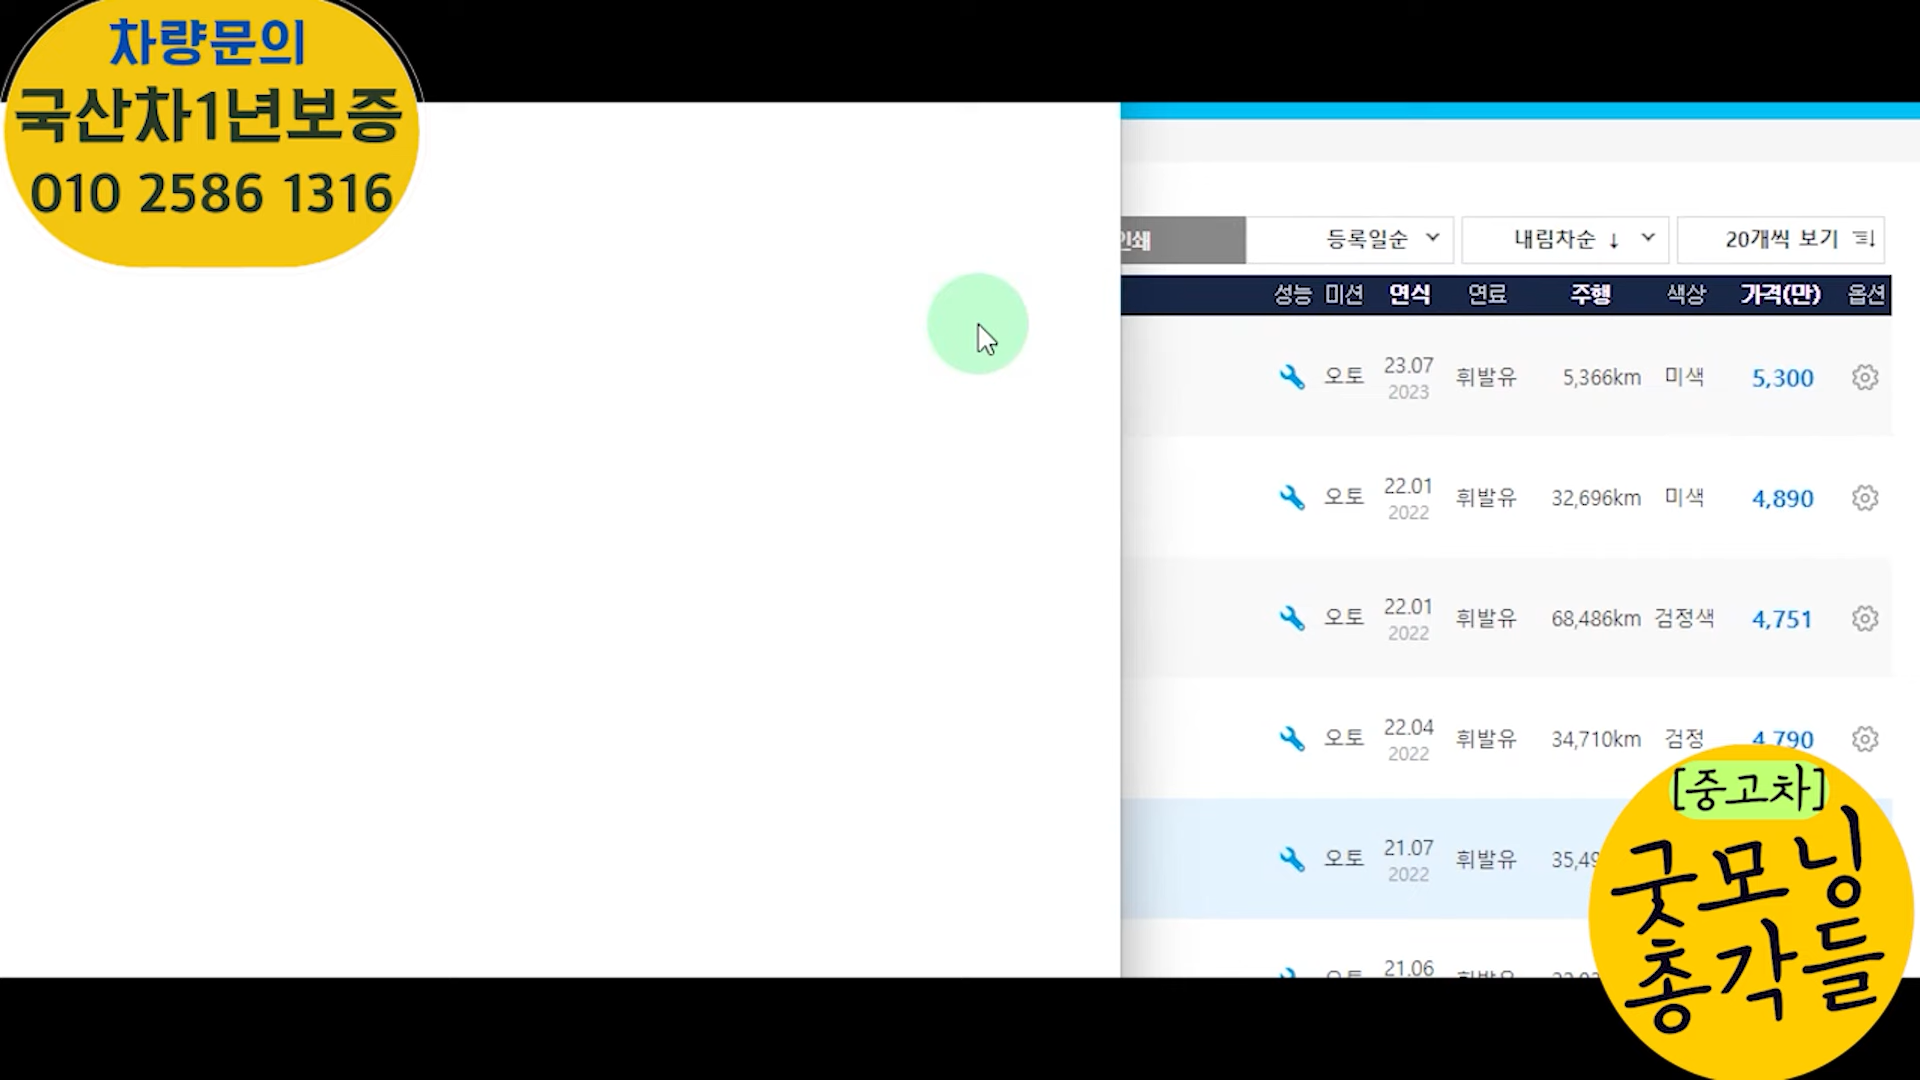 차량문의
국산차1년보증
010 2586 1316
인쇄 등록일순 내림차순 ↓ 20개씩 보기
성능 미션 연식 연료 주행 색상 가격(만) 옵션
오토 23.07 2023 휘발유 5,366km 미색 5,300
오토 22.01 2022 휘발유 32,696km 미색 4,890
오토 22.01 2022 휘발유 68,486km 검정색 4,751
오토 22.04 2022 휘발유 34,710km 검정 4,790
오토 21.07 2022 휘발유 35,49
21.06
[중고차]
굿모닝
총각들